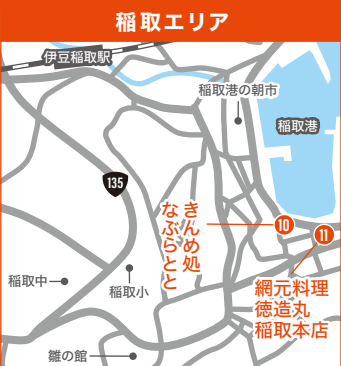 稲取エリア
伊豆稲取駅
稲取港の朝市
稲取港
135
きんめ処
なぶらとと
10
11
稲取中
稲取小
網元料理
徳造丸
稲取本店
雛の館